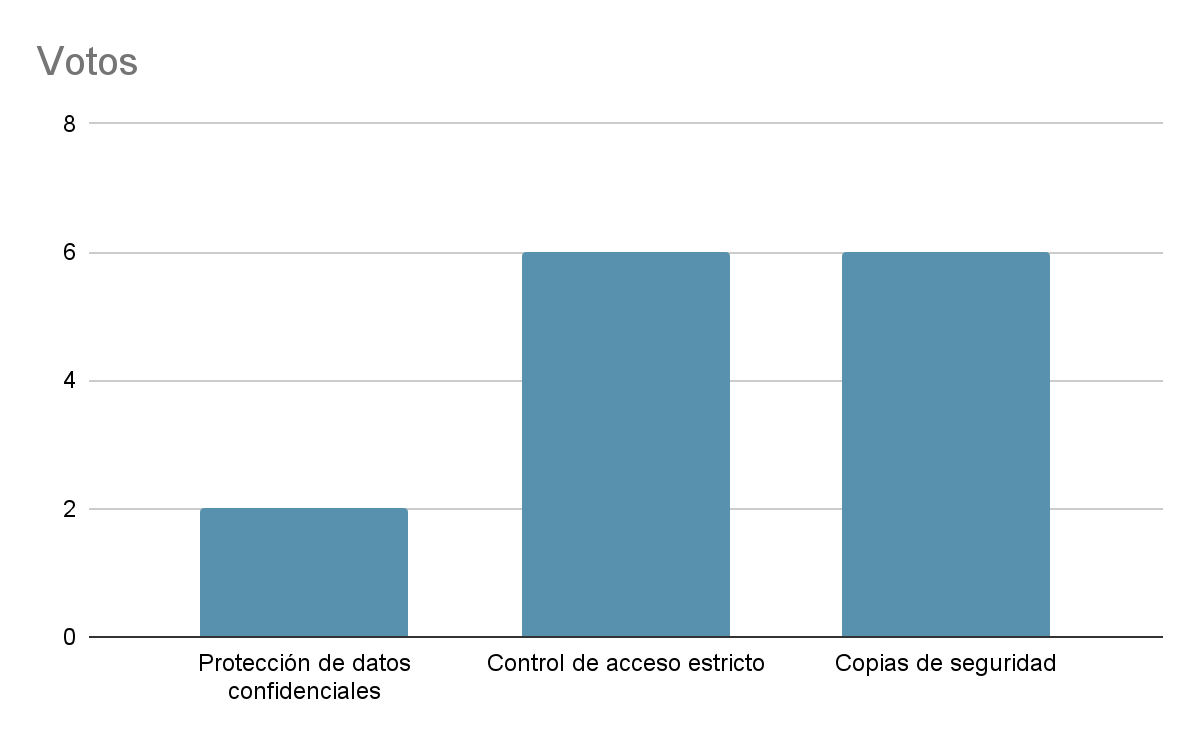 Votos
8
6
4
2
0
Protección de datos
confidenciales
Control de acceso estricto
Copias de seguridad